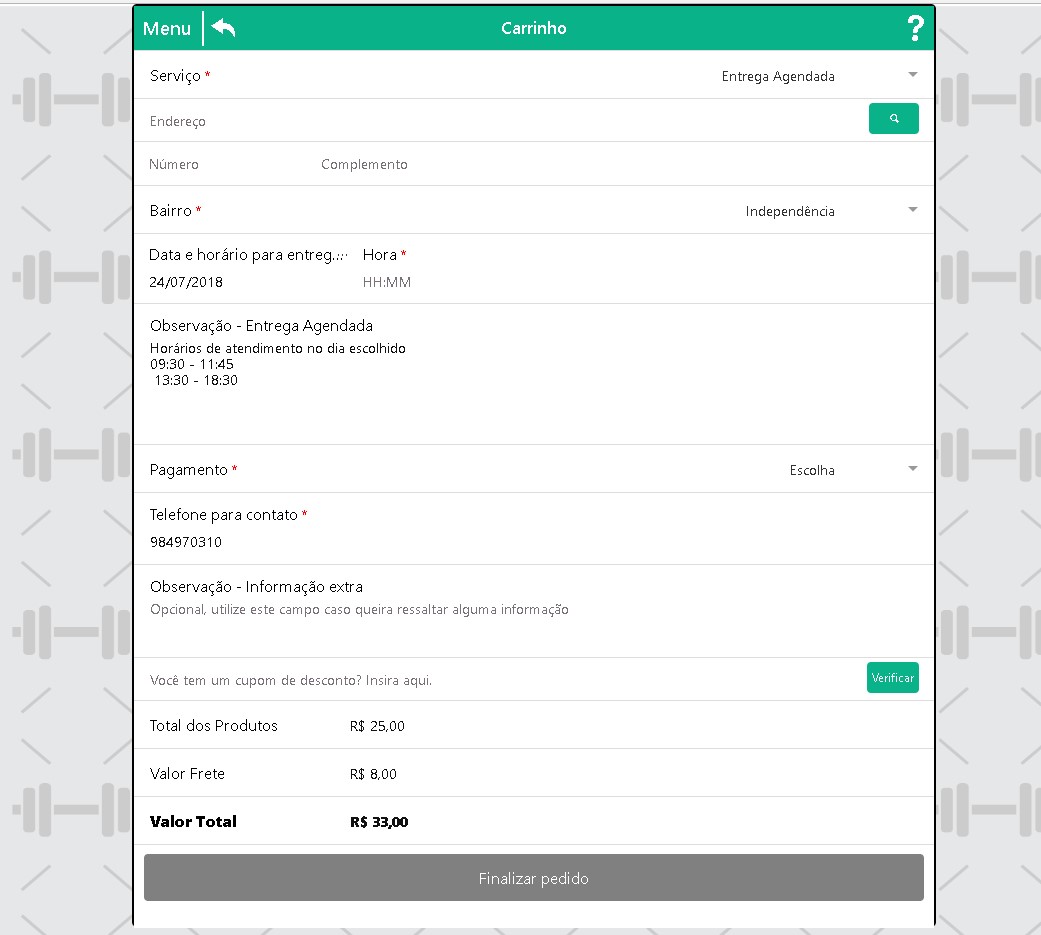 Menu Carrinho ?
Serviço * Entrega Agendada
Endereço
Número Complemento
Bairro * Independência
Data e horário para entreg... Hora *
24/07/2018 HH:MM
Observação - Entrega Agendada
Horários de atendimento no dia escolhido
09:30 - 11:45
13:30 - 18:30
Pagamento * Escolha
Telefone para contato *
984970310
Observação - Informação extra
Opcional, utilize este campo caso queira ressaltar alguma informação
Você tem um cupom de desconto? Insira aqui. Verificar
Total dos Produtos R$ 25,00
Valor Frete R$ 8,00
Valor Total R$ 33,00
Finalizar pedido